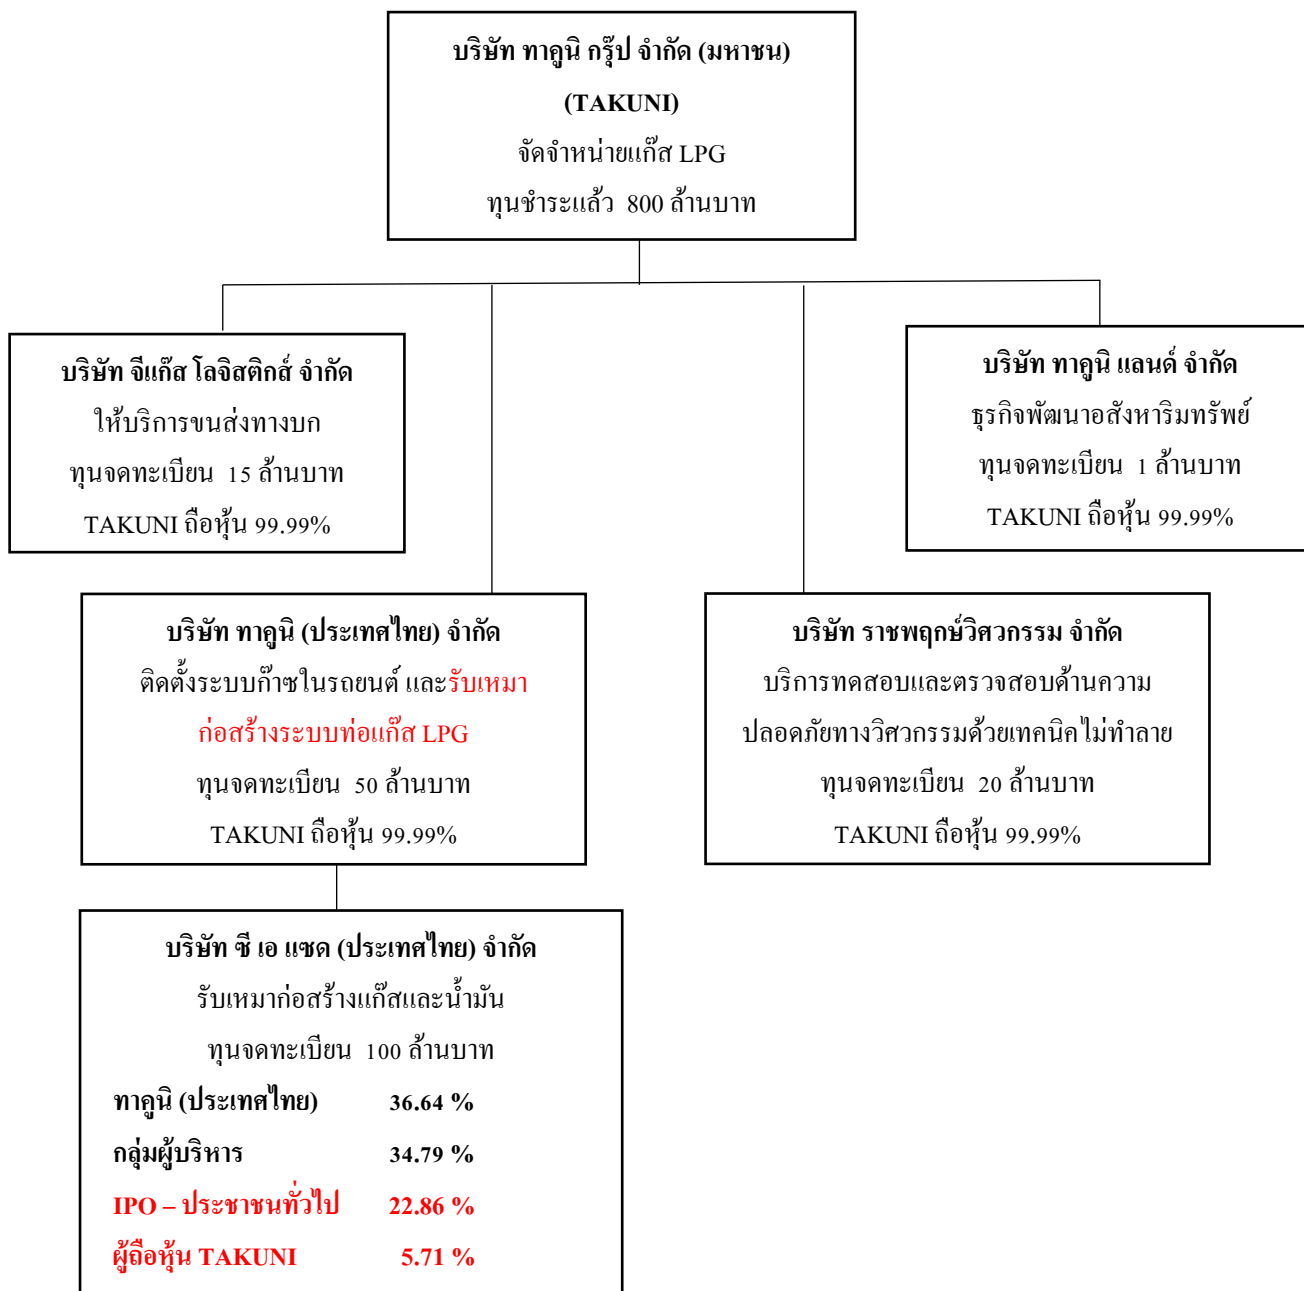 บริษัท ทาคูนิ กรุ๊ป จำกัด (มหาชน)
(TAKUNI)
จัดจำหน่ายแก๊ส LPG
ทุนชำระแล้ว 800 ล้านบาท
บริษัท จีแก๊ส โลจิสติกส์ จำกัด
ให้บริการขนส่งทางบก
ทุนจดทะเบียน 15 ล้านบาท
TAKUNI ถือหุ้น 99.99%
บริษัท ทาคูนิ แลนด์ จำกัด
ธุรกิจพัฒนาอสังหาริมทรัพย์
ทุนจดทะเบียน 1 ล้านบาท
TAKUNI ถือหุ้น 99.99%
บริษัท ทาคูนิ (ประเทศไทย) จำกัด
ติดตั้งระบบก๊าซในรถยนต์ และรับเหมา
ก่อสร้างระบบท่อแก๊ส LPG
ทุนจดทะเบียน 50 ล้านบาท
TAKUNI ถือหุ้น 99.99%
บริษัท ราชพฤกษ์วิศวกรรม จำกัด
บริการทดสอบและตรวจสอบด้านความ
ปลอดภัยทางวิศวกรรมด้วยเทคนิคไม่ทำลาย
ทุนจดทะเบียน 20 ล้านบาท
TAKUNI ถือหุ้น 99.99%
บริษัท ซี เอ แซด (ประเทศไทย) จำกัด
รับเหมาก่อสร้างแก๊สและน้ำมัน
ทุนจดทะเบียน 100 ล้านบาท
ทาคูนิ (ประเทศไทย) 36.64 %
กลุ่มผู้บริหาร 34.79 %
IPO – ประชาชนทั่วไป 22.86 %
ผู้ถือหุ้น TAKUNI 5.71 %